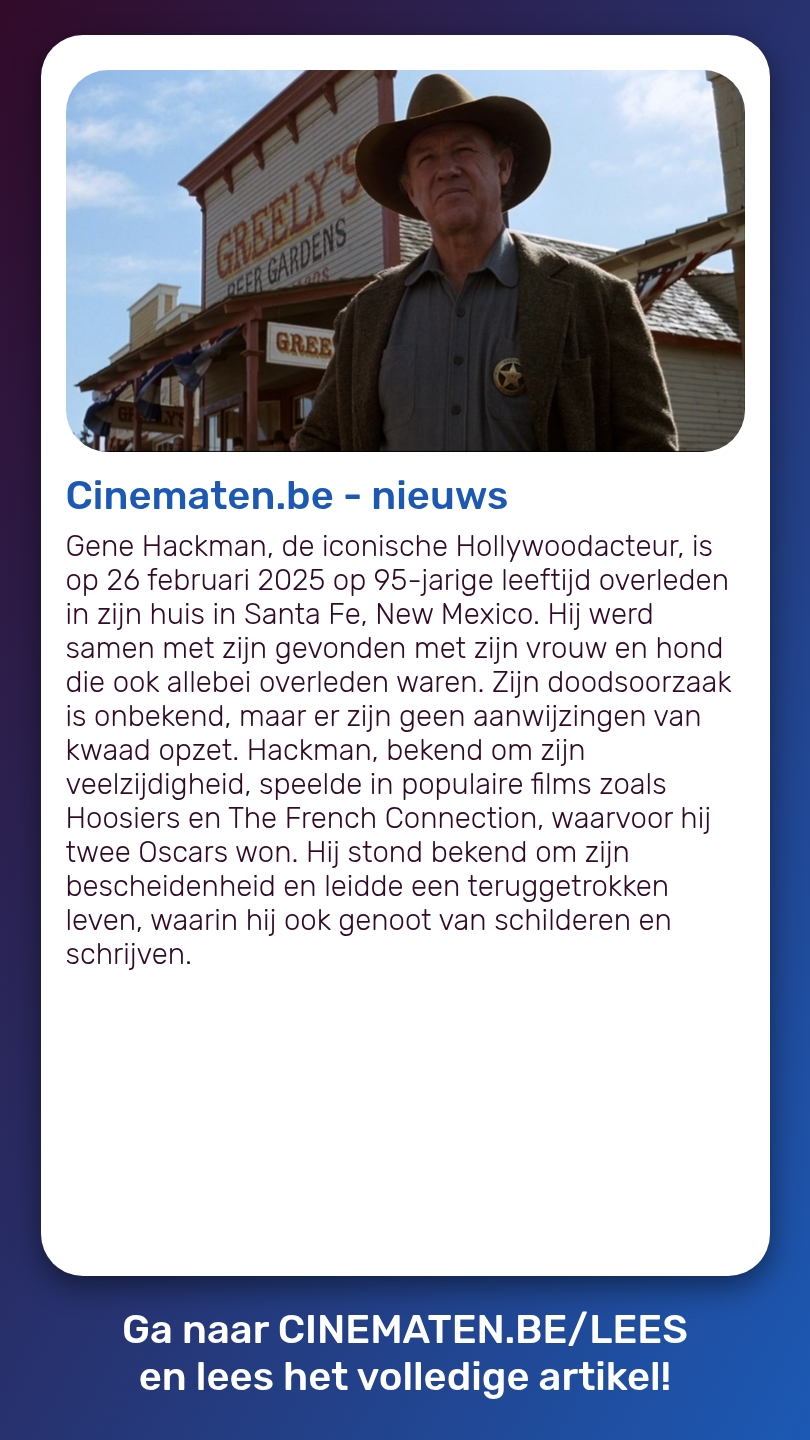 GREELY'S
BEER GARDENS
GREE
GREELY'S
Cinematen.be - nieuws
Gene Hackman, de iconische Hollywoodacteur, is
op 26 februari 2025 op 95-jarige leeftijd overleden
in zijn huis in Santa Fe, New Mexico. Hij werd
samen met zijn gevonden met zijn vrouw en hond
die ook allebei overleden waren. Zijn doodsoorzaak
is onbekend, maar er zijn geen aanwijzingen van
kwaad opzet. Hackman, bekend om zijn
veelzijdigheid, speelde in populaire films zoals
Hoosiers en The French Connection, waarvoor hij
twee Oscars won. Hij stond bekend om zijn
bescheidenheid en leidde een teruggetrokken
leven, waarin hij ook genoot van schilderen en
schrijven.
Ga naar CINEMATEN.BE/LEES
en lees het volledige artikel!